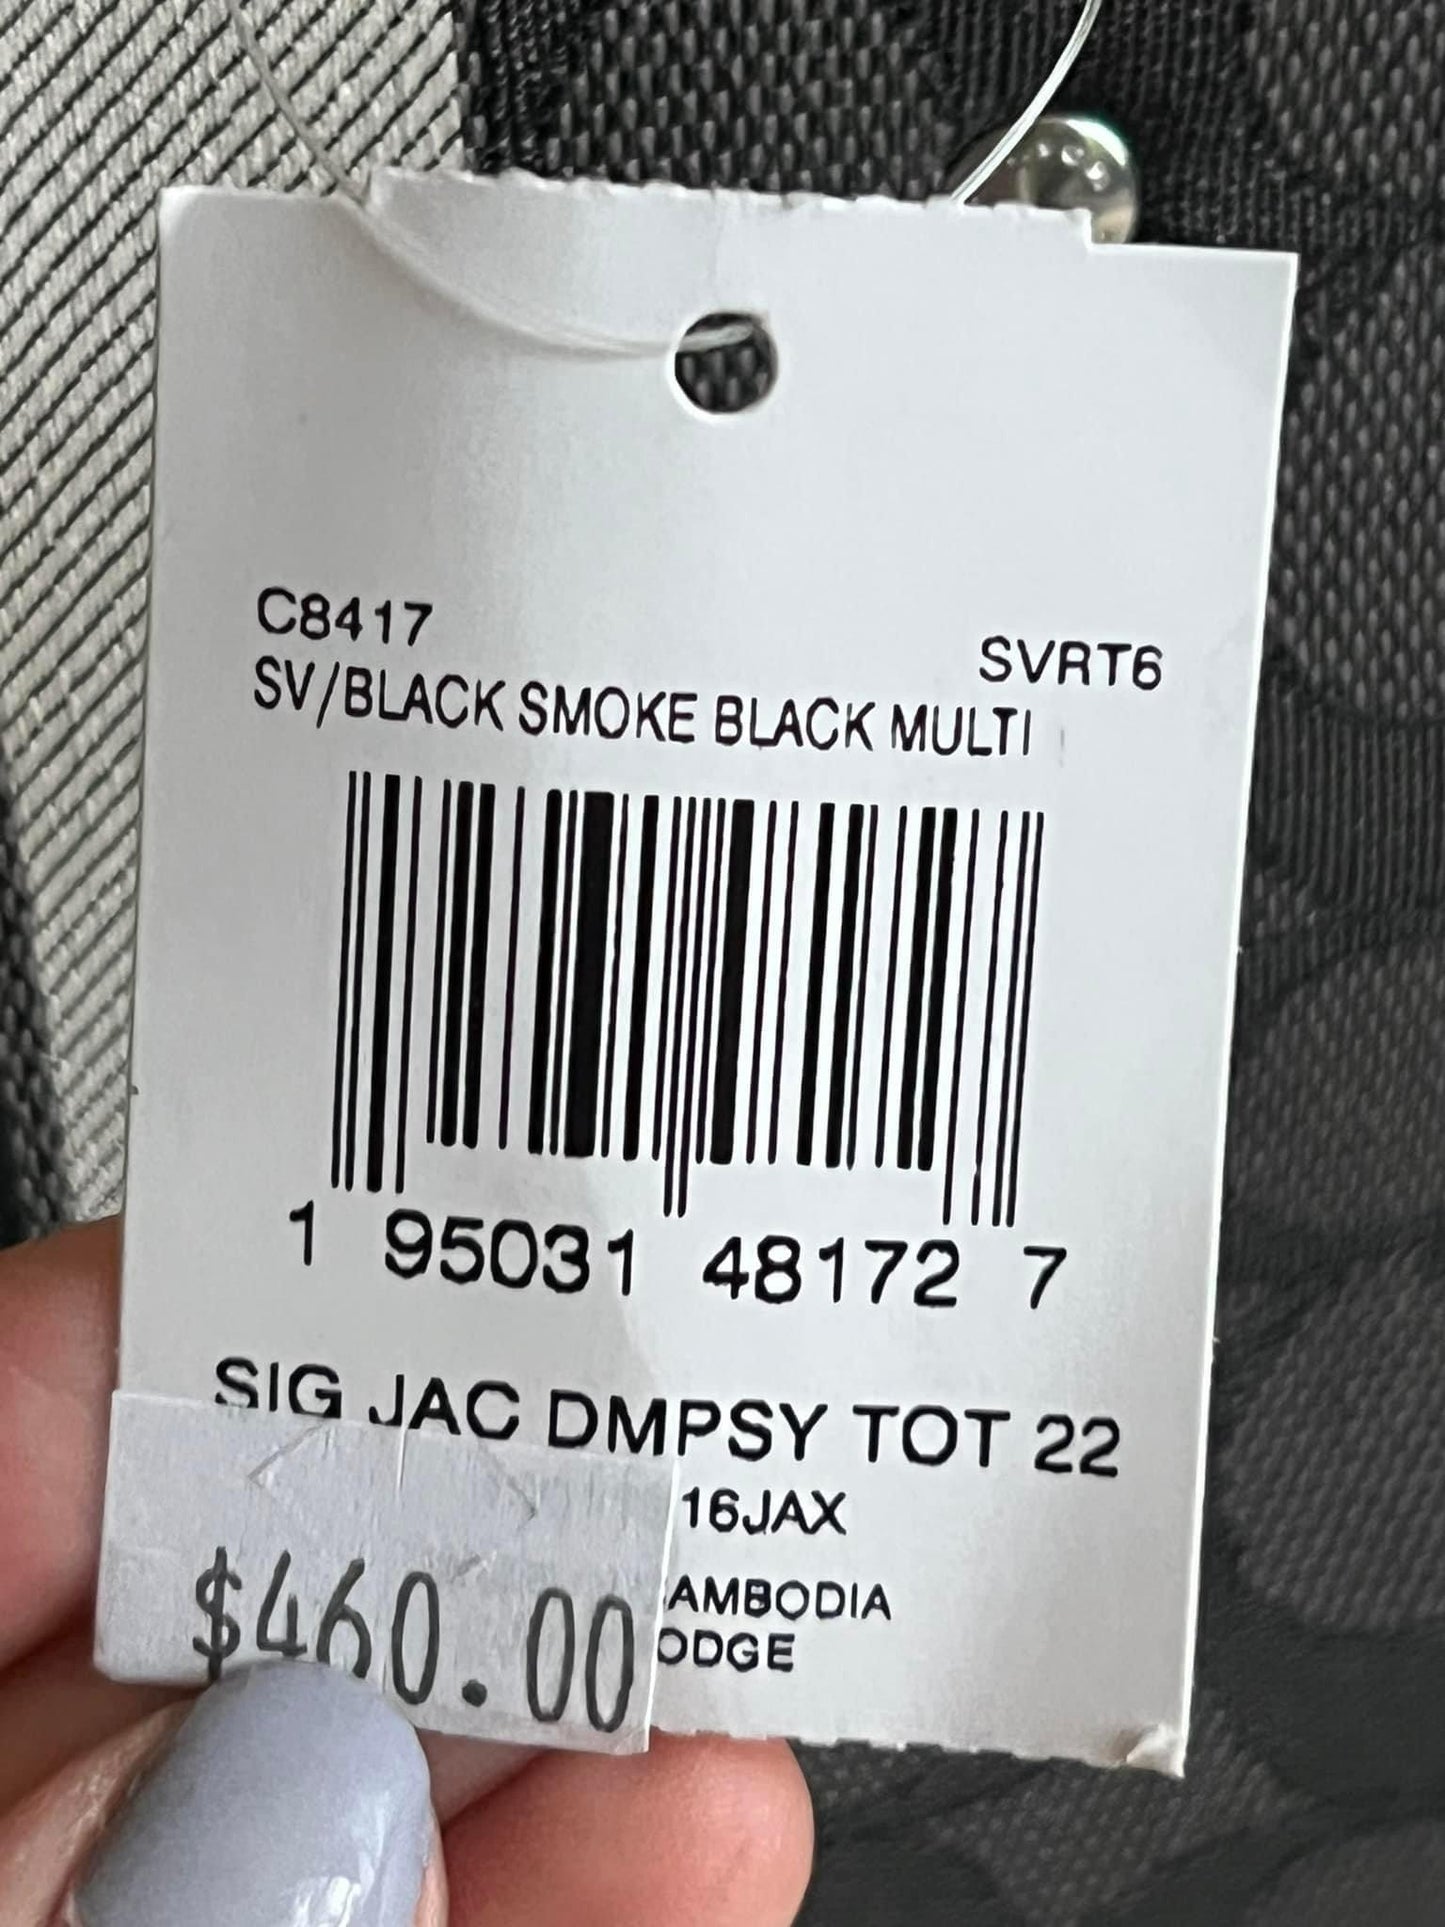 C8417
SVRT6
SV/BLACK SMOKE BLACK MULTI
1 95031 48172 7
SIG JAC DMPSY TOT 22
16JAX
AMBODIA
ODGE
$460.00